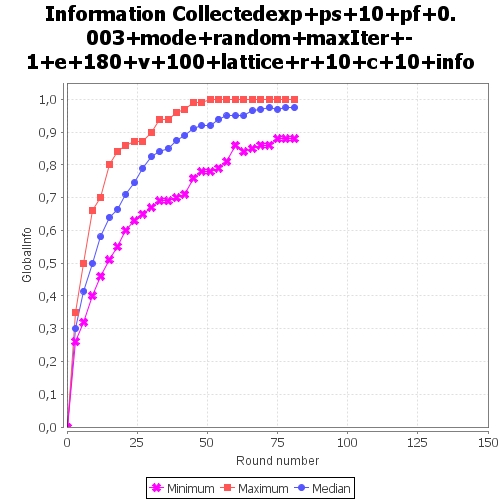 Information Collectedexp+ps+10+pf+0.
003+mode+random+maxIter+-
1+e+180+v+100+lattice+r+10+c+10+info
1,0
0,9
0,8
0,7
0,6
0,5
0,4
0,3
0,2
0,1
0,0
GlobalInfo
0 25 50 75 100 125 150
Round number
Minimum Maximum Median